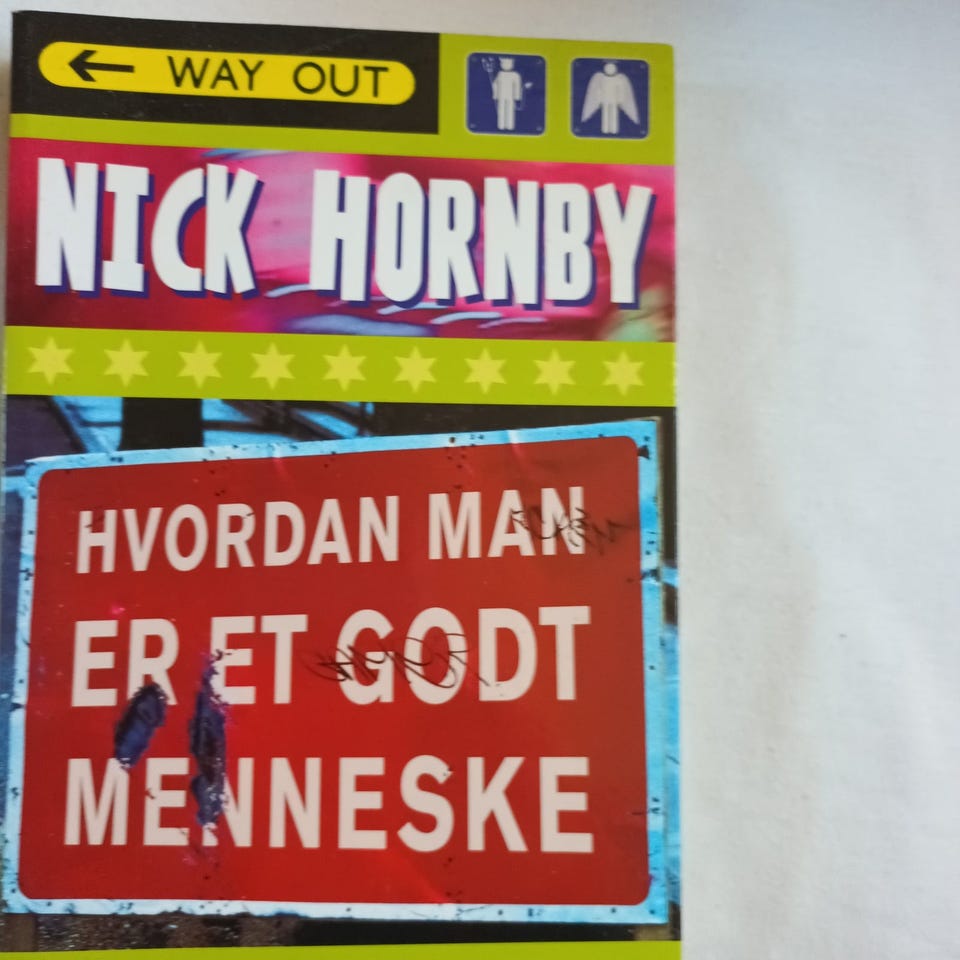 ← WAY OUT
NICK HORNBY
HVORDAN MAN
ER ET GODT
MENNESKE